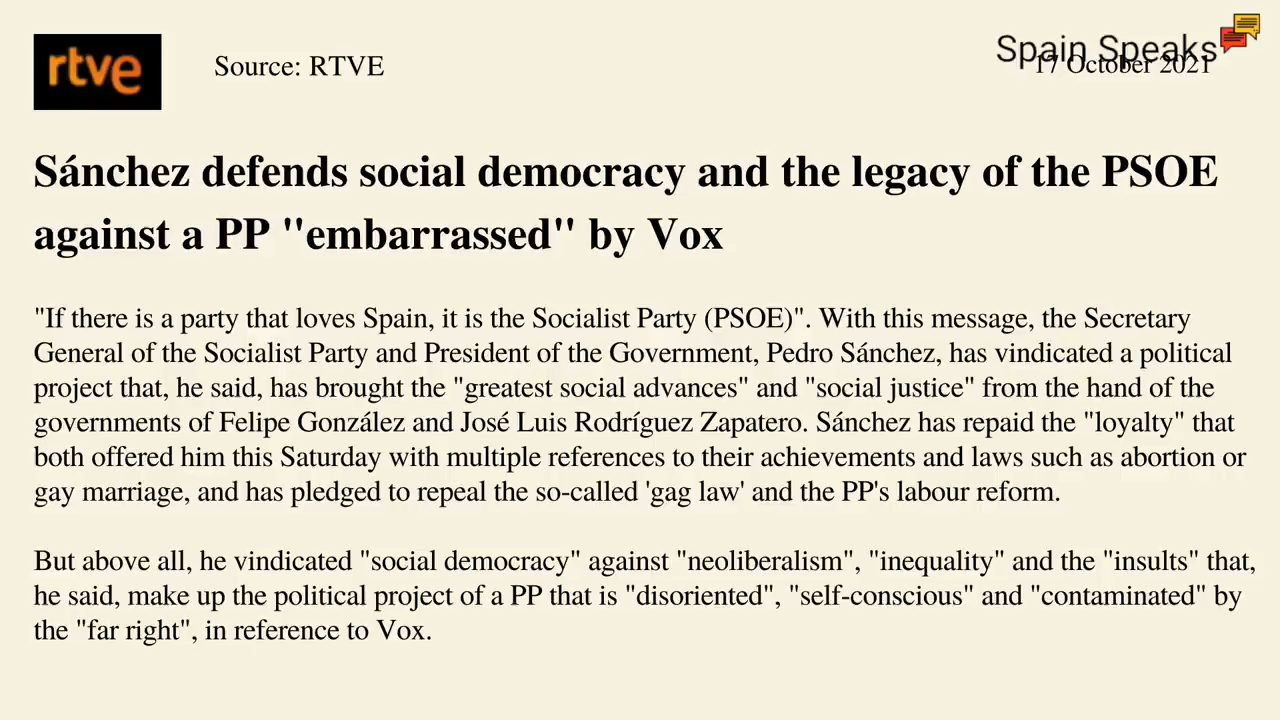 rtve
Source: RTVE
Spain Speaks
17 October 2021
Sánchez defends social democracy and the legacy of the PSOE
against a PP "embarrassed" by Vox
"If there is a party that loves Spain, it is the Socialist Party (PSOE)". With this message, the Secretary
General of the Socialist Party and President of the Government, Pedro Sánchez, has vindicated a political
project that, he said, has brought the "greatest social advances" and "social justice" from the hand of the
governments of Felipe González and José Luis Rodríguez Zapatero. Sánchez has repaid the "loyalty" that
both offered him this Saturday with multiple references to their achievements and laws such as abortion or
gay marriage, and has pledged to repeal the so-called 'gag law' and the PP's labour reform.
But above all, he vindicated "social democracy" against "neoliberalism", "inequality" and the "insults" that,
he said, make up the political project of a PP that is "disoriented", "self-conscious" and "contaminated" by
the "far right", in reference to Vox.